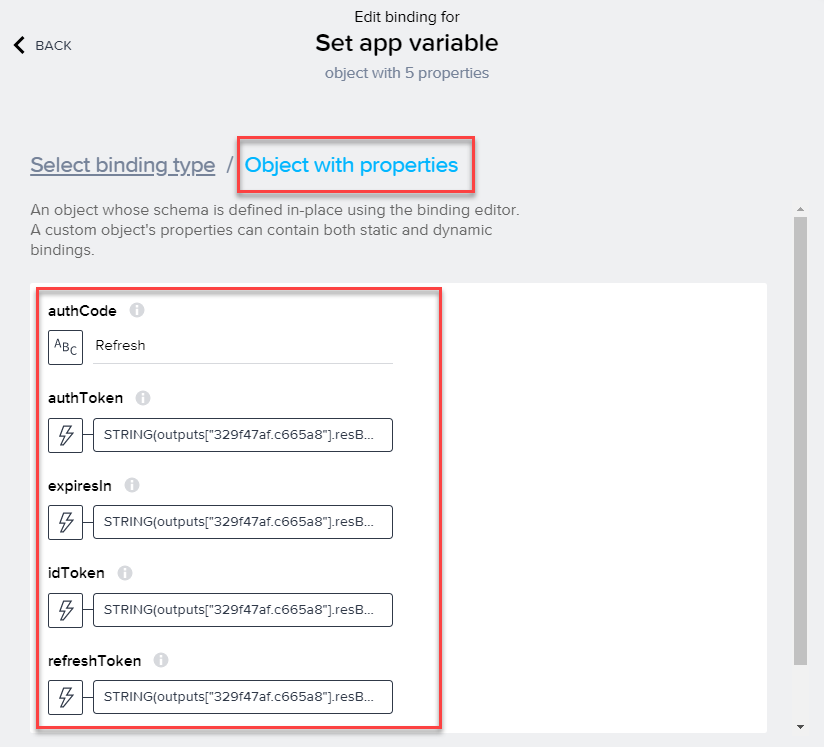 Edit binding for
BACK
Set app variable
object with 5 properties
Select binding type / Object with properties
An object whose schema is defined in-place using the binding editor.
A custom object's properties can contain both static and dynamic
bindings.
authCode
ABC Refresh
authToken
STRING(outputs["329f47af.c665a8"].resB...
expiresIn
STRING(outputs["329f47af.c665a8"].resB...
idToken
STRING(outputs["329f47af.c665a8"].resB...
refreshToken
STRING(outputs["329f47af.c665a8"].resB...